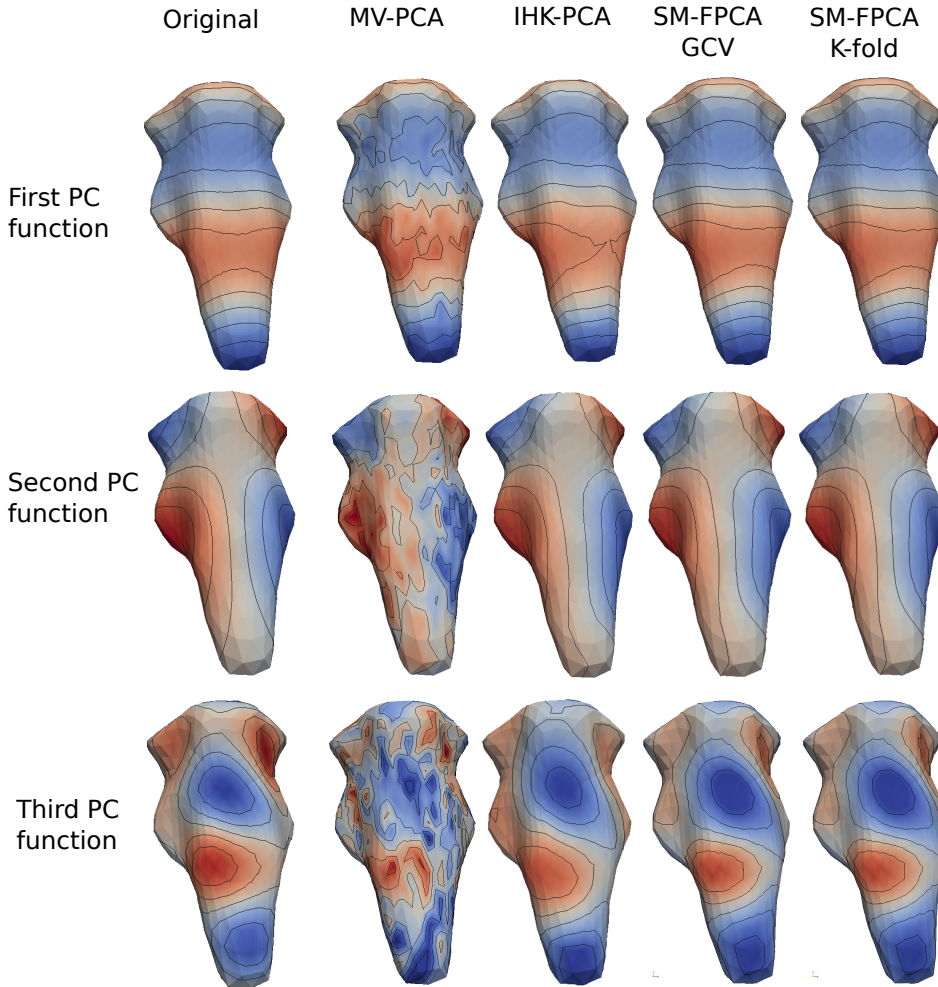 Original
MV-PCA
IHK-PCA
SM-FPCA
GCV
SM-FPCA
K-fold
First PC
function
Second PC
function
Third PC
function